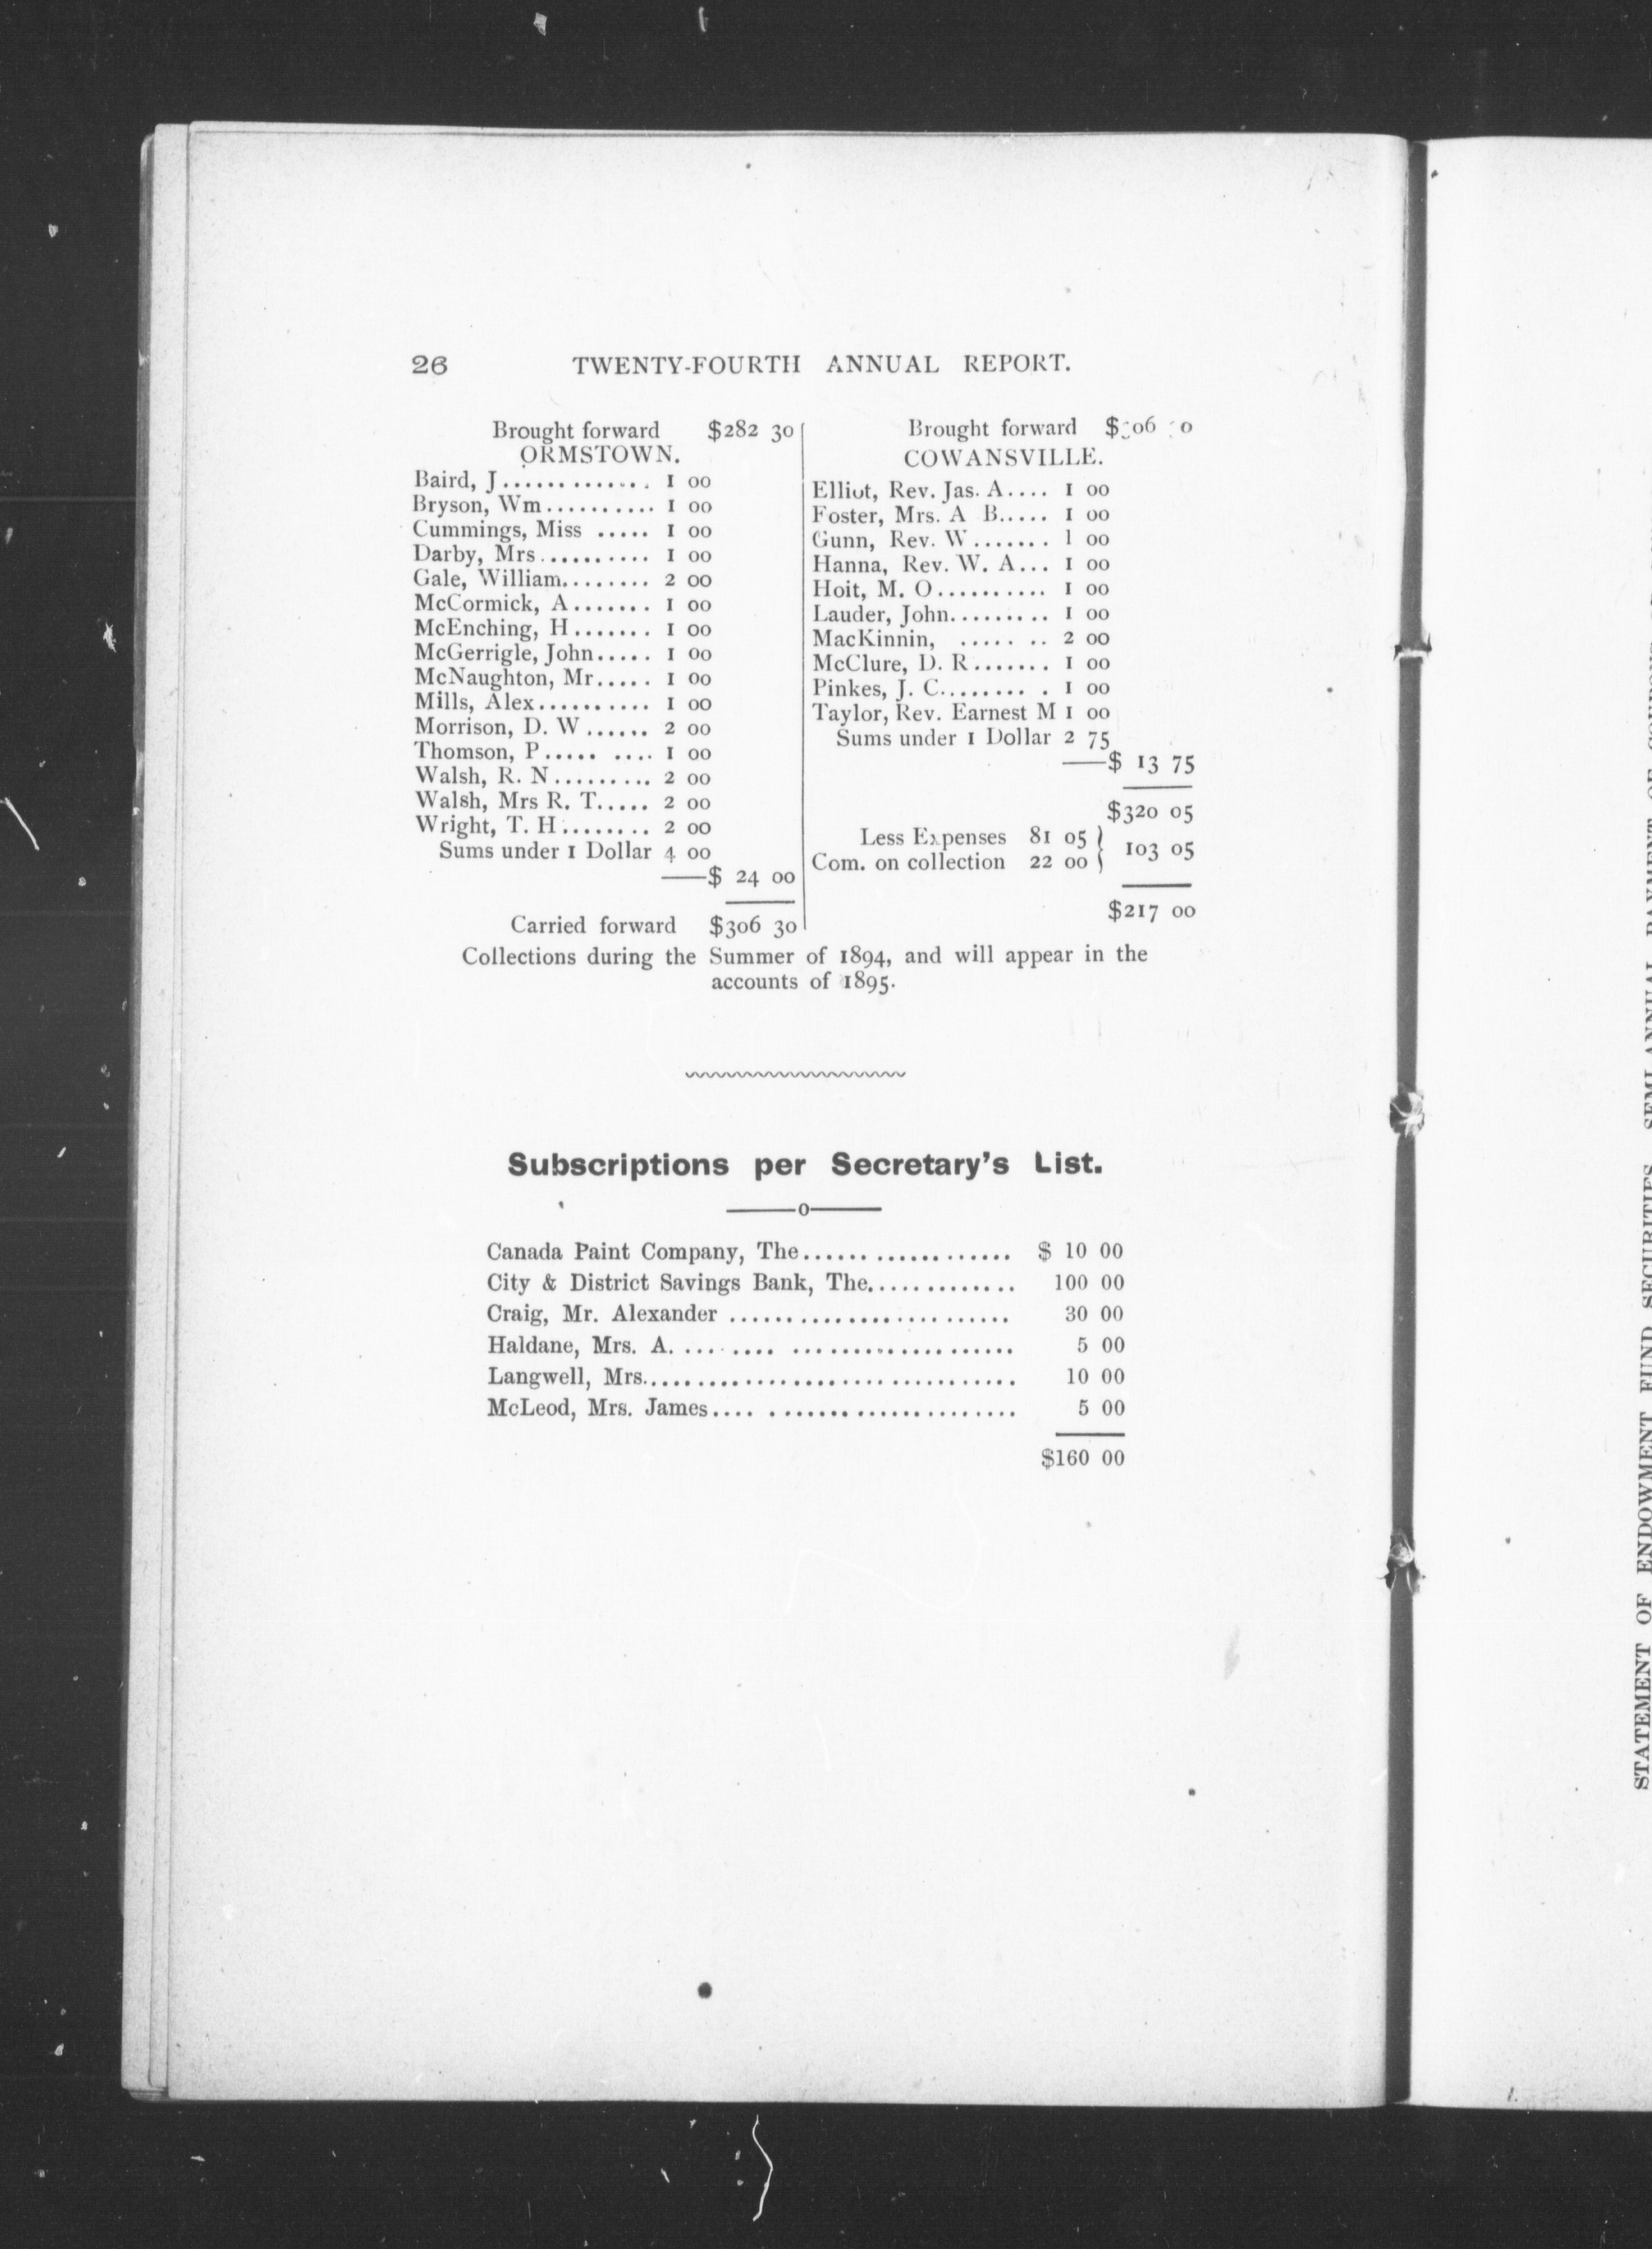 26 TWENTY-FOURTH ANNUAL REPORT.
Brought forward $282 30
ORMSTOWN.
Baird, J............. 1 00
Bryson, Wm.......... 1 00
Cummings, Miss ..... 1 00
Darby, Mrs.......... 1 00
Gale, William........ 2 00
McCormick, A....... 1 00
McEnching, H....... 1 00
McGerrigle, John..... 1 00
McNaughton, Mr..... 1 00
Mills, Alex.......... 1 00
Morrison, D. W ...... 2 00
Thomson, P..... .... 1 00
Walsh, R. N......... 2 00
Walsh, Mrs R. T..... 2 00
Wright, T. H........ 2 00
Sums under 1 Dollar 4 00
——$ 24 00
Carried forward $306 30
Brought forward
COWANSVILLE.
Elliot, Rev. Jas. A.... 1 00
Foster, Mrs. A B..... 1 00
Gunn, Rev. W....... 1 00
Hanna, Rev. W. A... 1 00
Hoit, M. O.......... 1 00
Lauder, John......... 1 00
MacKinnin, ...... .. 2 00
McClure, D. R....... 1 00
Pinkes, J. C........ . 1 00
Taylor, Rev. Earnest M 1 00
Sums under 1 Dollar 2 75
——$ 13 75
$320 05
Less Expenses 81 05 } 103 05
Com. on collection 22 00
$217 00
Collections during the Summer of 1894, and will appear in the
accounts of 1895.
Subscriptions per Secretary's List.
——o——
Canada Paint Company, The................... $ 10 00
City & District Savings Bank, The............. 100 00
Craig, Mr. Alexander ......................... 30 00
Haldane, Mrs. A. .... .... .................... 5 00
Langwell, Mrs................................. 10 00
McLeod, Mrs. James.... ...................... 5 00
$160 00
STATEMENT OF ENDOWMENT FUND SECURITIES